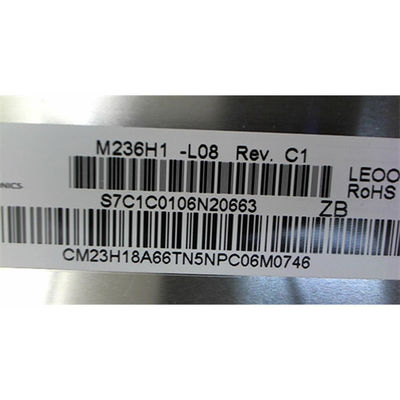 M236H1 -L08 Rev. C1
LEOO
RoHS
S7C1C0106N20663
ZB
CM23H18A66TN5NPC06M0746